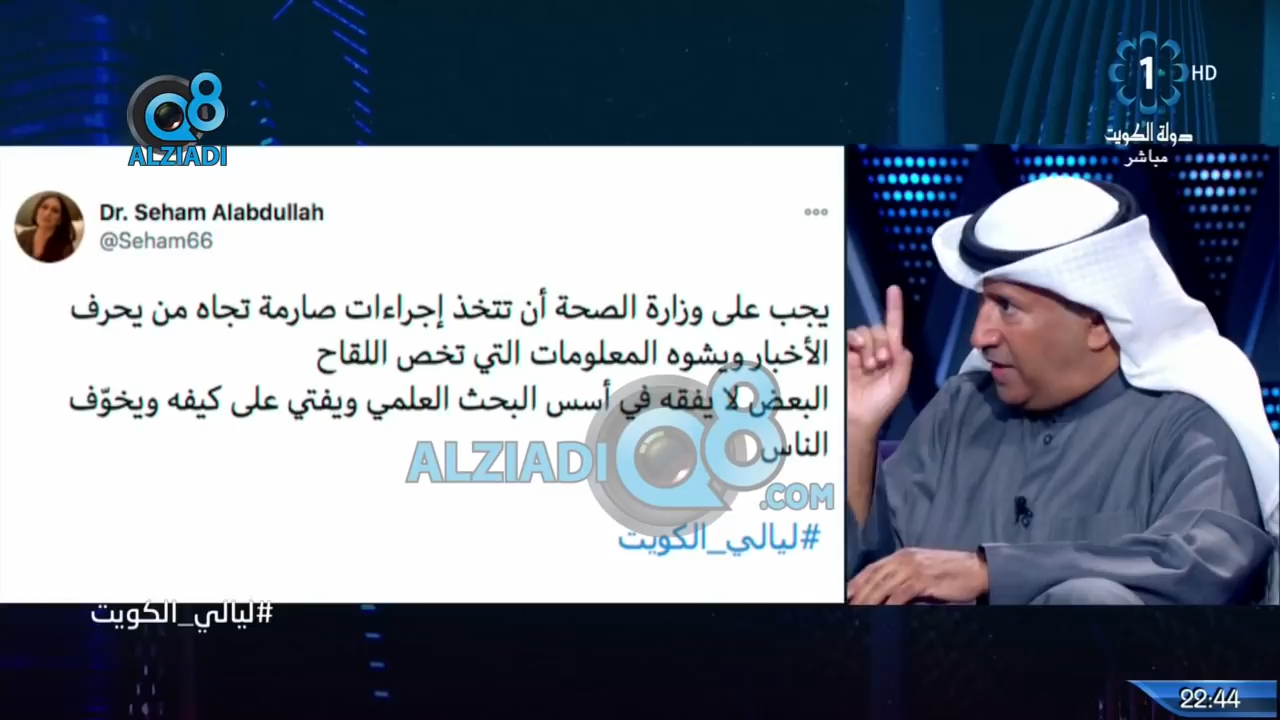 Q8
ALZIADI
1 HD
دولة الكويت
مباشر
Dr. Seham Alabdullah
@Seham66
يجب على وزارة الصحة أن تتخذ إجراءات صارمة تجاه من يحرف
الأخبار ويشوه المعلومات التي تخص اللقاح
البعض لا يفقه في أسس البحث العلمي ويفتي على كيفه ويخوّف
الناس
ALZIADI Q8
.COM
#ليالي_الكويت
#ليالي_الكويت
22:44